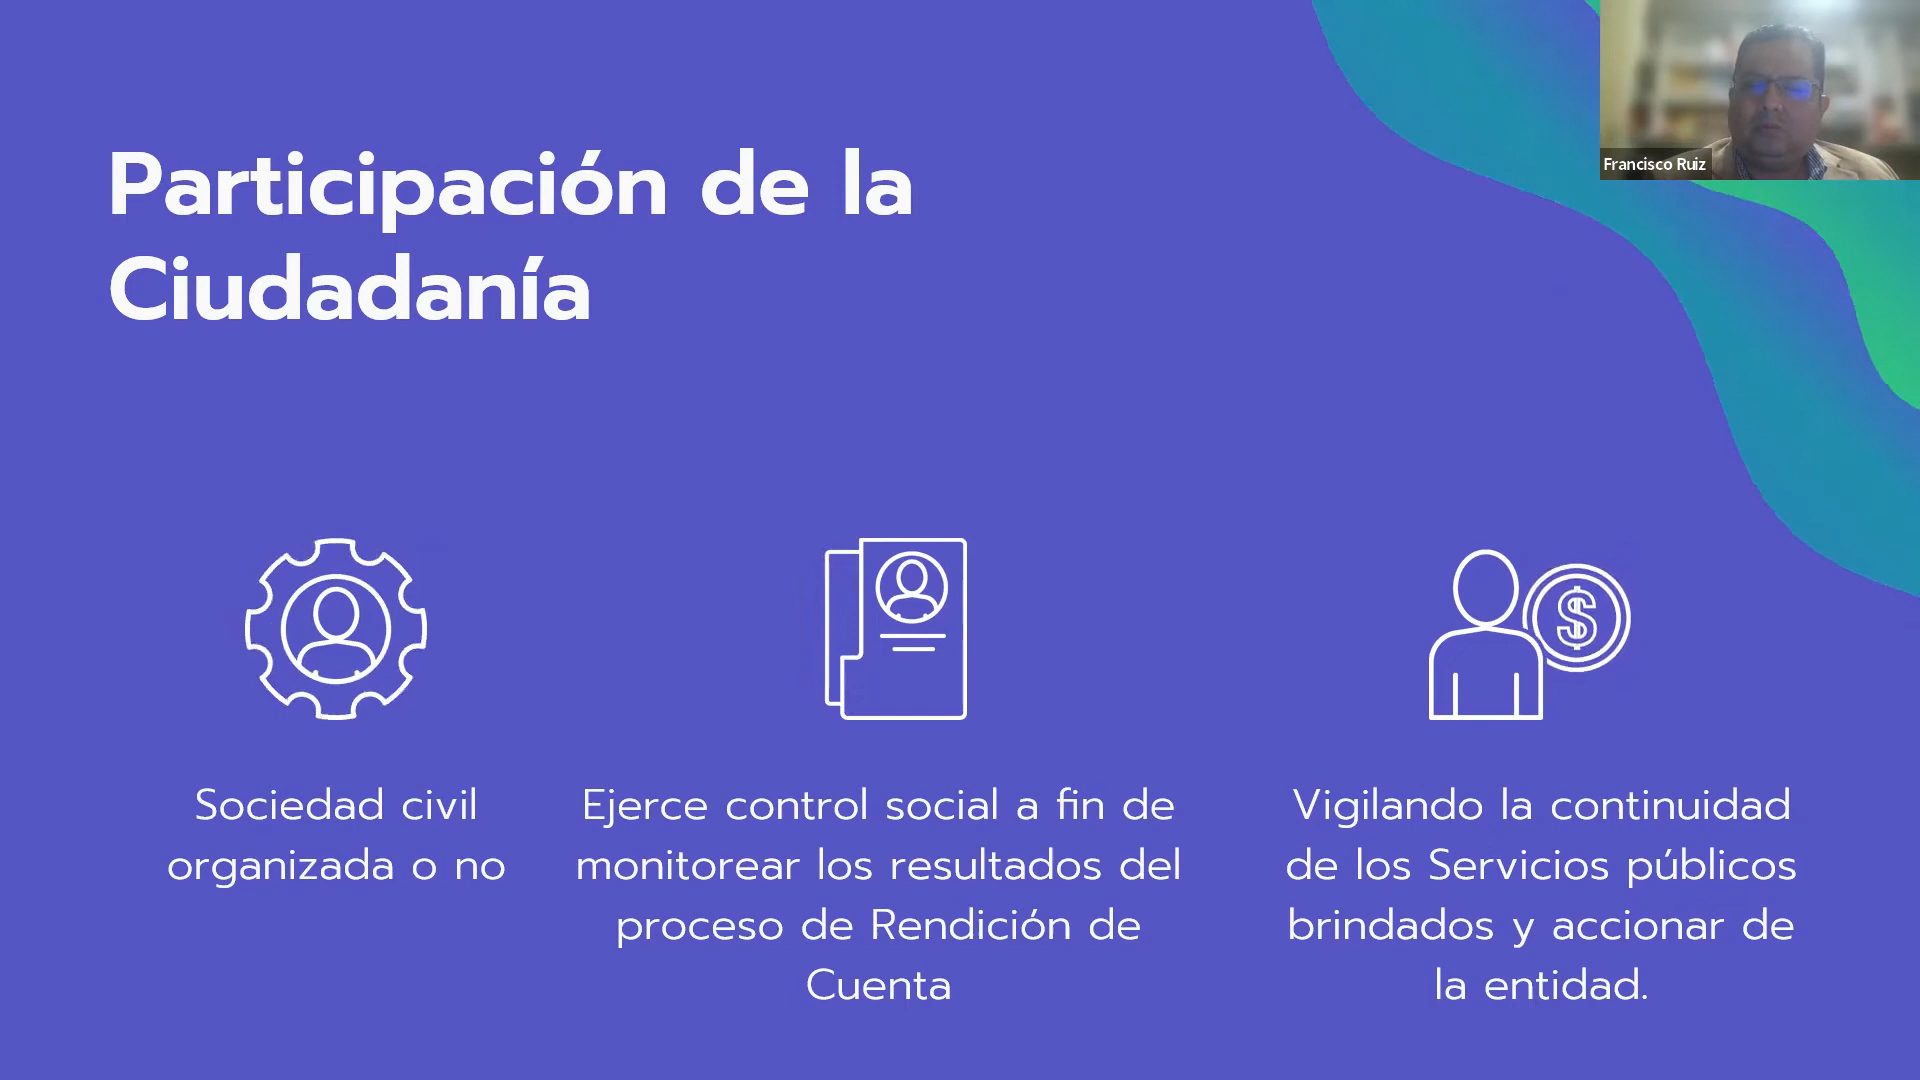 Francisco Ruiz
Participación de la
Ciudadanía
$
Sociedad civil
organizada o no
Ejerce control social a fin de
monitorear los resultados del
proceso de Rendición de
Cuenta
Vigilando la continuidad
de los Servicios públicos
brindados y accionar de
la entidad.